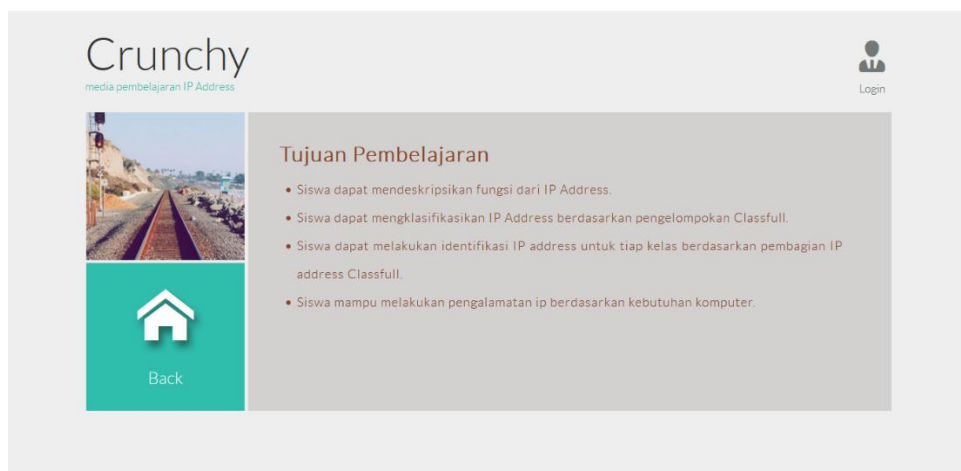 Crunchy
media pembelajaran IP Address
Login
Tujuan Pembelajaran
• Siswa dapat mendeskripsikan fungsi dari IP Address.
• Siswa dapat mengklasifikasikan IP Address berdasarkan pengelompokan Classfull.
• Siswa dapat melakukan identifikasi IP address untuk tiap kelas berdasarkan pembagian IP
address Classfull.
• Siswa mampu melakukan pengalamatan ip berdasarkan kebutuhan komputer.
Back